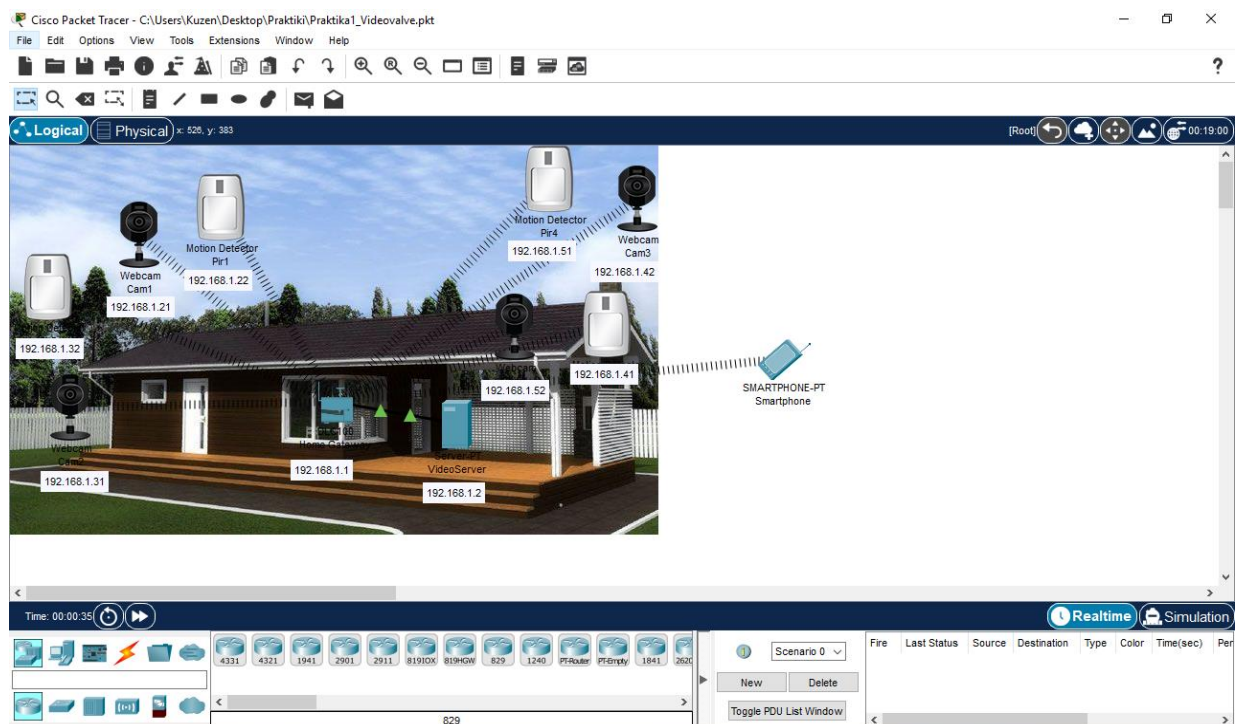 Cisco Packet Tracer - C:\Users\Kuzen\Desktop\Praktiki\Praktika1_Videovalve.pkt
File Edit Options View Tools Extensions Window Help
?
Logical Physical x: 526, y: 383 [Root] 00:19:00
Motion Detector
Pir4
192.168.1.51
Webcam
Cam3
192.168.1.42
Motion Detector
Pir1
192.168.1.22
Webcam
Cam1
192.168.1.21
192.168.1.32
Webcam
192.168.1.52
192.168.1.41
SMARTPHONE-PT
Smartphone
Home Gateway
192.168.1.1
Server-PT
VideoServer
192.168.1.2
Webcam
Cam2
192.168.1.31
Time: 00:00:35 Realtime Simulation
4331 4321 1941 2901 2911 819IOX 819HGW 829 1240 PT-Router PT-Empty 1841 2620
829
Scenario 0
New Delete
Toggle PDU List Window
Fire Last Status Source Destination Type Color Time(sec) Per